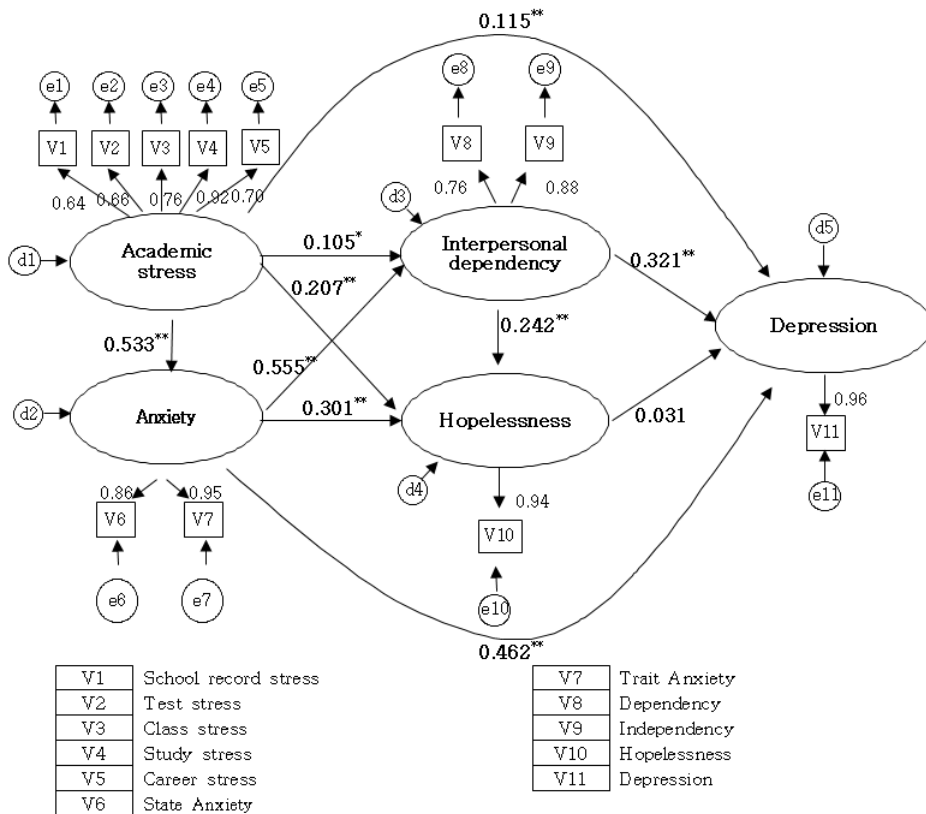 0.115**
e1 e2 e3 e4 e5 e8 e9
V1 V2 V3 V4 V5 V8 V9
0.64 0.66 0.76 0.92 0.70 0.76 0.88
d3
d5
d1
Academic
stress
0.105*
Interpersonal
dependency
0.321**
0.207**
Depression
0.533**
0.555**
0.242**
d2
Anxiety
0.301**
Hopelessness
0.031
0.96
V11
d4
e11
0.86 0.95
0.94
V6 V7
V10
e6 e7
e10
0.462**
V1 School record stress
V2 Test stress
V3 Class stress
V4 Study stress
V5 Career stress
V6 State Anxiety
V7 Trait Anxiety
V8 Dependency
V9 Independency
V10 Hopelessness
V11 Depression